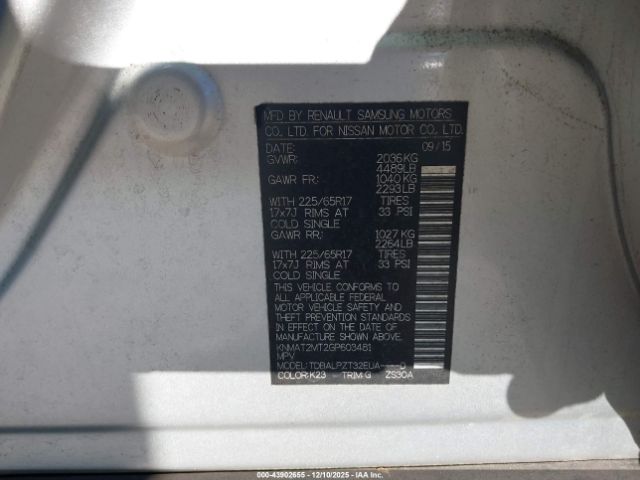 MFD BY RENAULT SAMSUNG MOTORS
CO. LTD. FOR NISSAN MOTOR CO., LTD.
DATE: 09/15
GVWR: 2036KG
4489LB
GAWR FR: 1040KG
2293LB
WITH 225/65R17 TIRES
17x7J RIMS AT 33 PSI
COLD SINGLE
GAWR RR: 1027 KG
2264LB
WITH 225/65R17 TIRES
17x7J RIMS AT 33 PSI
COLD SINGLE
THIS VEHICLE CONFORMS TO
ALL APPLICABLE FEDERAL
MOTOR VEHICLE SAFETY AND
THEFT PREVENTION STANDARDS
IN EFFECT ON THE DATE OF
MANUFACTURE SHOWN ABOVE.
KNMAT2MT2GP603481
MPV
MODEL: TDBALPZT32EUA----D
COLOR:K23 - TRIM:G ZS30A
000-43902655 - 12/10/2025 - IAA Inc.